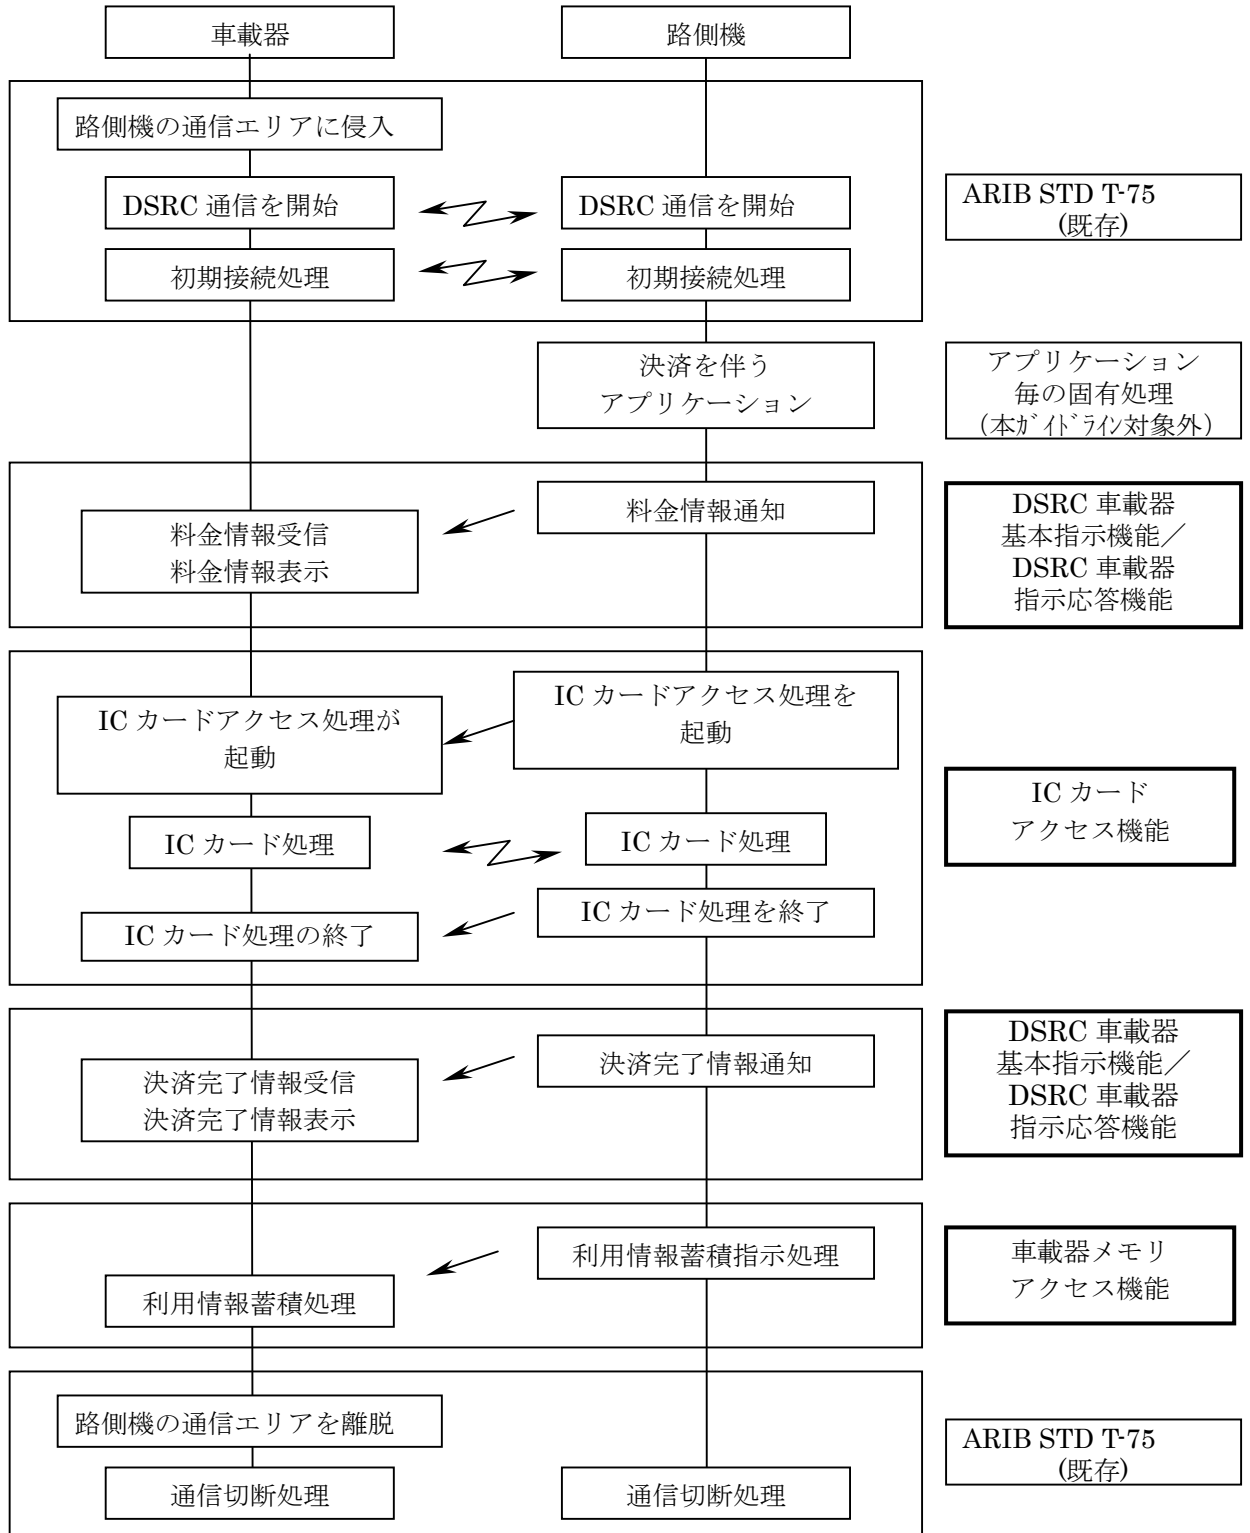 車載器
路側機
路側機の通信エリアに侵入
DSRC 通信を開始
DSRC 通信を開始
ARIB STD T-75
(既存)
初期接続処理
初期接続処理
決済を伴う
アプリケーション
アプリケーション
毎の固有処理
(本ｶﾞｲﾄﾞﾗｲﾝ対象外)
料金情報通知
料金情報受信
料金情報表示
DSRC 車載器
基本指示機能／
DSRC 車載器
指示応答機能
IC カードアクセス処理を
起動
IC カードアクセス処理が
起動
IC カード処理
IC カード処理
IC カード
アクセス機能
IC カード処理を終了
IC カード処理の終了
決済完了情報通知
決済完了情報受信
決済完了情報表示
DSRC 車載器
基本指示機能／
DSRC 車載器
指示応答機能
利用情報蓄積指示処理
利用情報蓄積処理
車載器メモリ
アクセス機能
路側機の通信エリアを離脱
通信切断処理
通信切断処理
ARIB STD T-75
(既存)